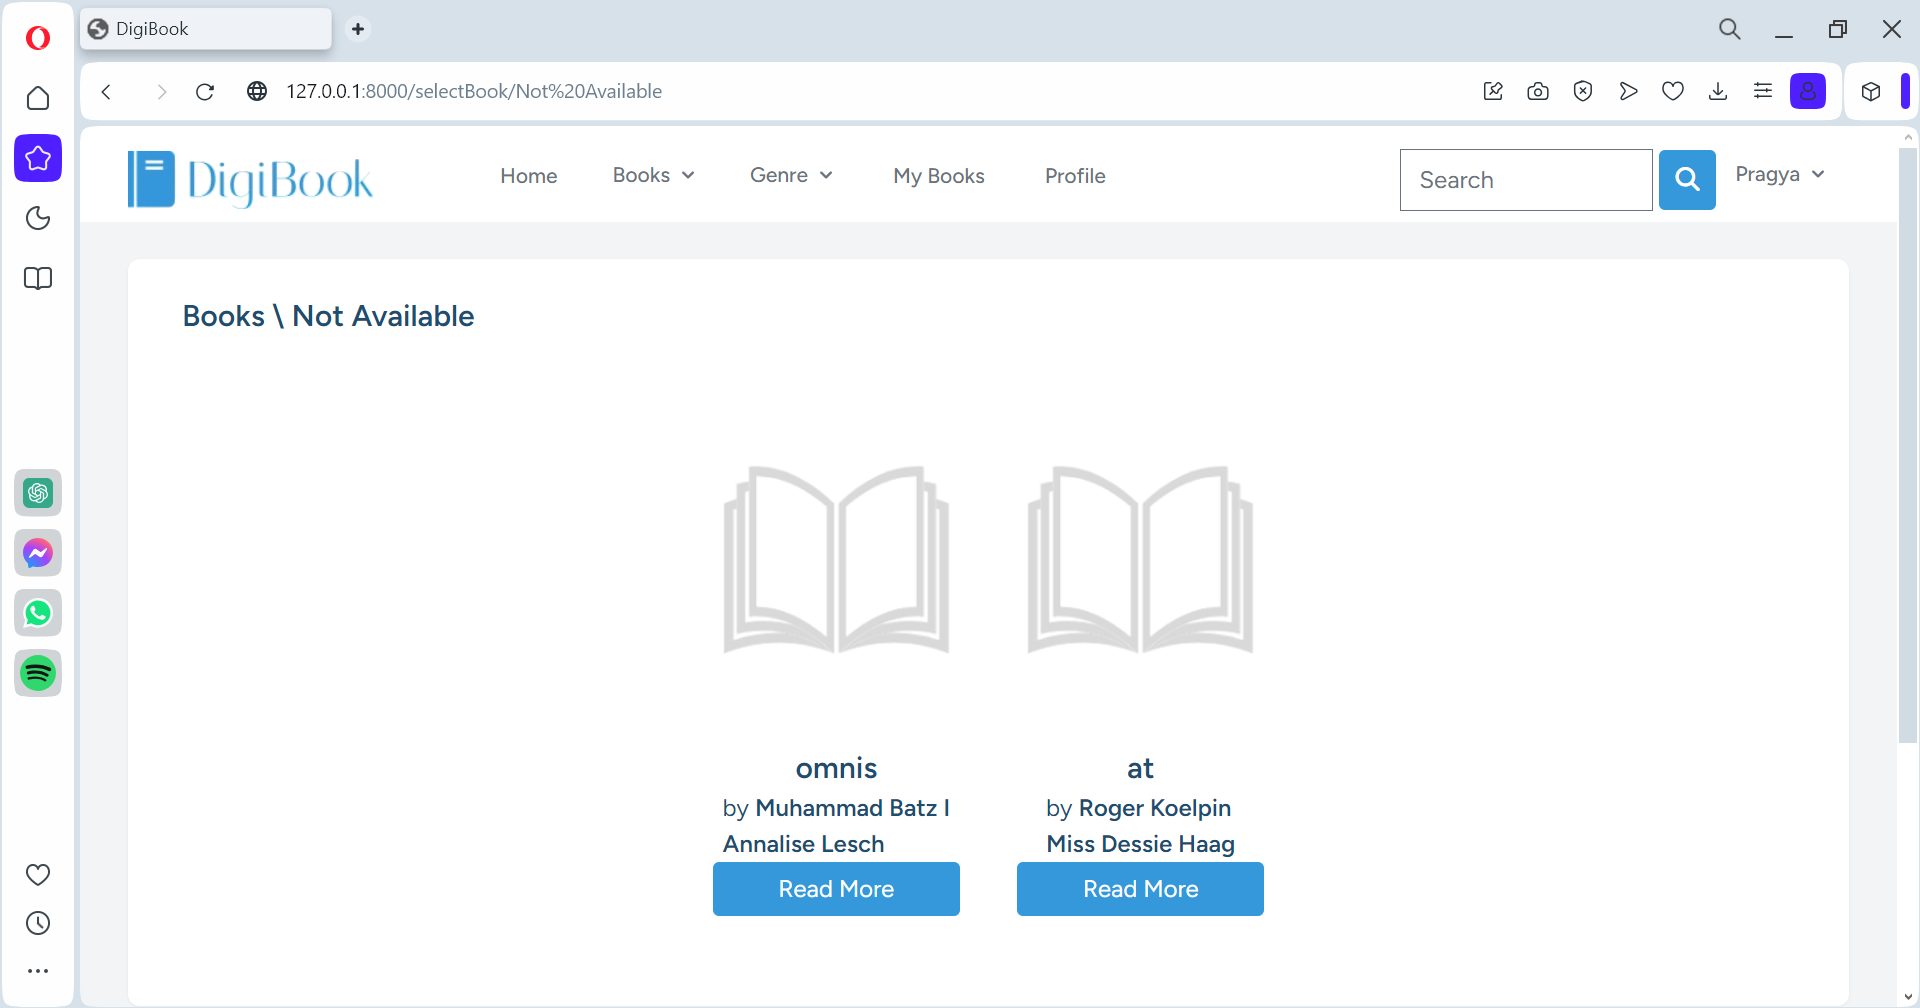 DigiBook
127.0.0.1:8000/selectBook/Not%20Available
DigiBook
Home
Books
Genre
My Books
Profile
Search
Pragya
Books \ Not Available
omnis
by Muhammad Batz I
Annalise Lesch
Read More
at
by Roger Koelpin
Miss Dessie Haag
Read More